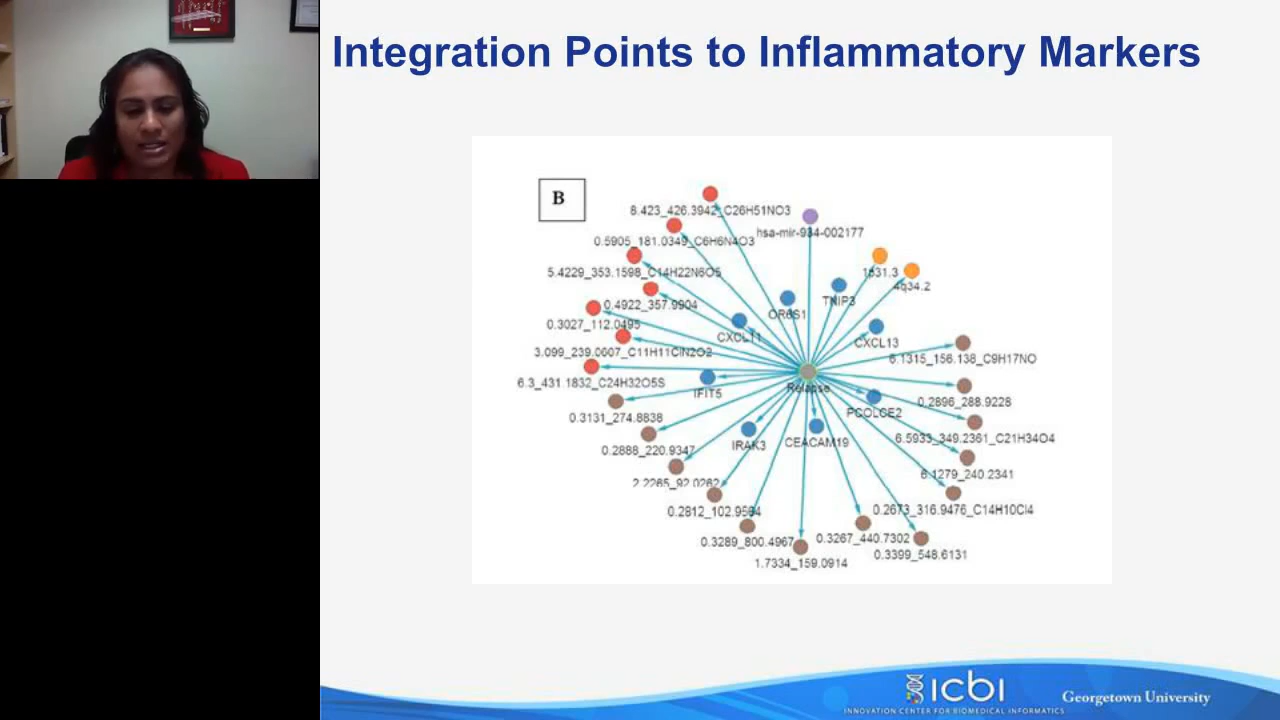 Integration Points to Inflammatory Markers
B
8.423_426.3942_C26H51NO3
hsa-mir-934-002177
0.5905_181.0349_C6H6N4O3
5.4229_353.1598_C14H22N6O5
1p31.3
4q34.2
0.4922_357.9904
OR6S1
TNIP3
0.3027_112.0495
CXCL11
CXCL13
3.099_239.0607_C11H11ClN2O2
6.1315_156.138_C9H17NO
6.3_431.1832_C24H32O5S
IFIT5
Relapse
0.2896_288.9228
0.3131_274.8838
PCOLCE2
0.2888_220.9347
IRAK3
CEACAM19
6.5933_349.2361_C21H34O4
2.2265_92.0262
6.1279_240.2341
0.2812_102.9564
0.2673_316.9476_C14H10Cl4
0.3289_800.4967
0.3267_440.7302
0.3399_548.6131
1.7334_159.0914
icbi
Georgetown University
INNOVATION CENTER FOR BIOMEDICAL INFORMATICS